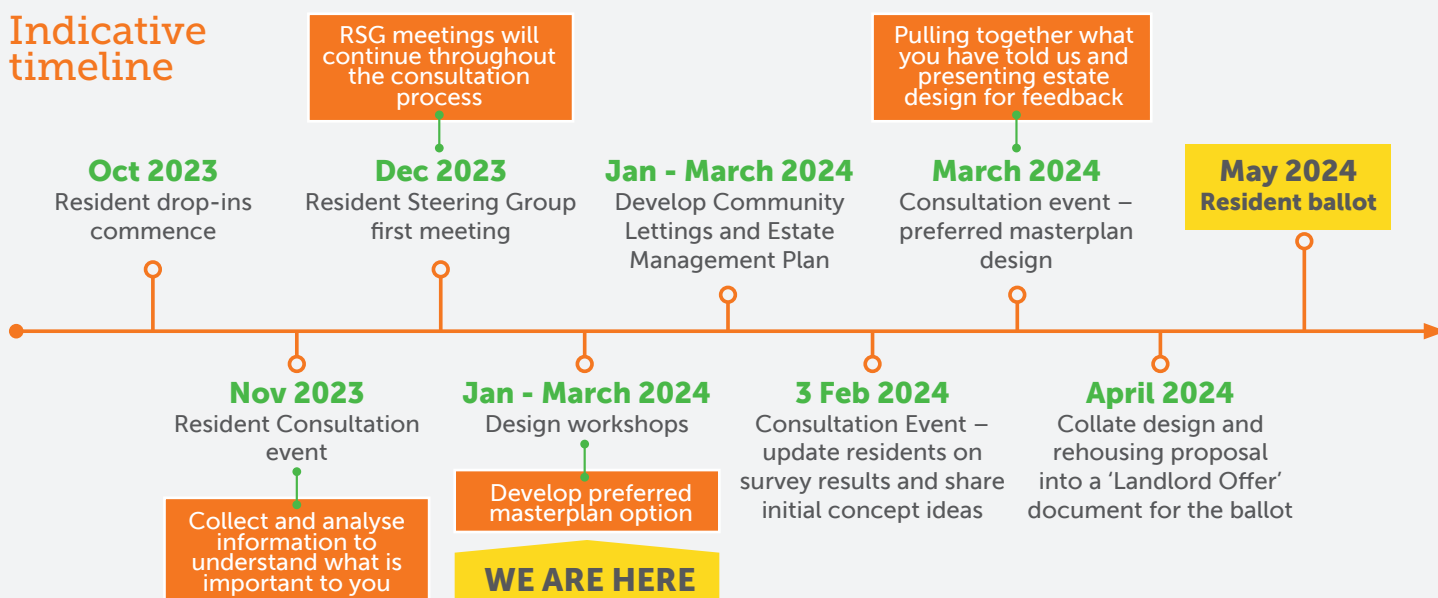 Indicative
timeline
RSG meetings will
continue throughout
the consultation
process
Pulling together what
you have told us and
presenting estate
design for feedback
Oct 2023
Resident drop-ins
commence
Dec 2023
Resident Steering Group
first meeting
Jan - March 2024
Develop Community
Lettings and Estate
Management Plan
March 2024
Consultation event –
preferred masterplan
design
May 2024
Resident ballot
Nov 2023
Resident Consultation
event
Collect and analyse
information to
understand what is
important to you
Jan - March 2024
Design workshops
Develop preferred
masterplan option
WE ARE HERE
3 Feb 2024
Consultation Event –
update residents on
survey results and share
initial concept ideas
April 2024
Collate design and
rehousing proposal
into a ‘Landlord Offer’
document for the ballot